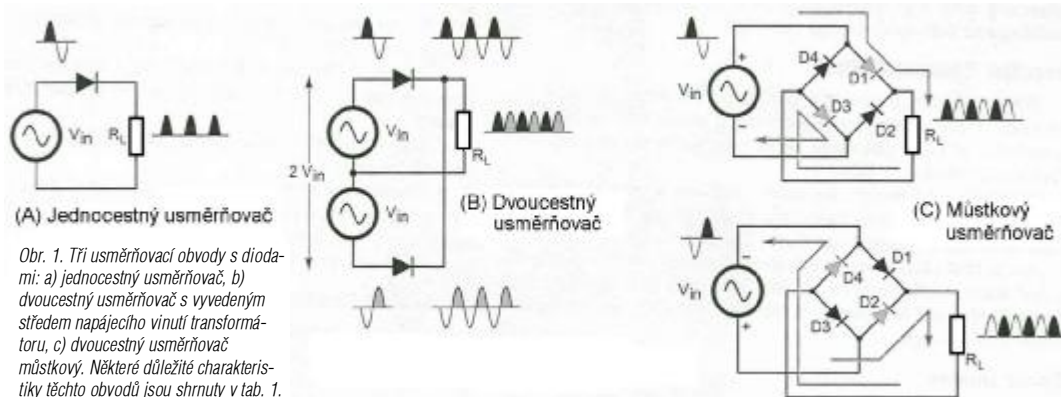 Vin
RL
(A) Jednocestný usměrňovač
Obr. 1. Tři usměrňovací obvody s dioda-
mi: a) jednocestný usměrňovač, b)
dvoucestný usměrňovač s vyvedeným
středem napájecího vinutí transformá-
toru, c) dvoucestný usměrňovač
můstkový. Některé důležité charakteris-
tiky těchto obvodů jsou shrnuty v tab. 1.
2 Vin
Vin
Vin
RL
(B) Dvoucestný
usměrňovač
Vin
+
−
D4
D1
D3
D2
RL
(C) Můstkový
usměrňovač
Vin
−
+
D1
D4
D2
D3
RL